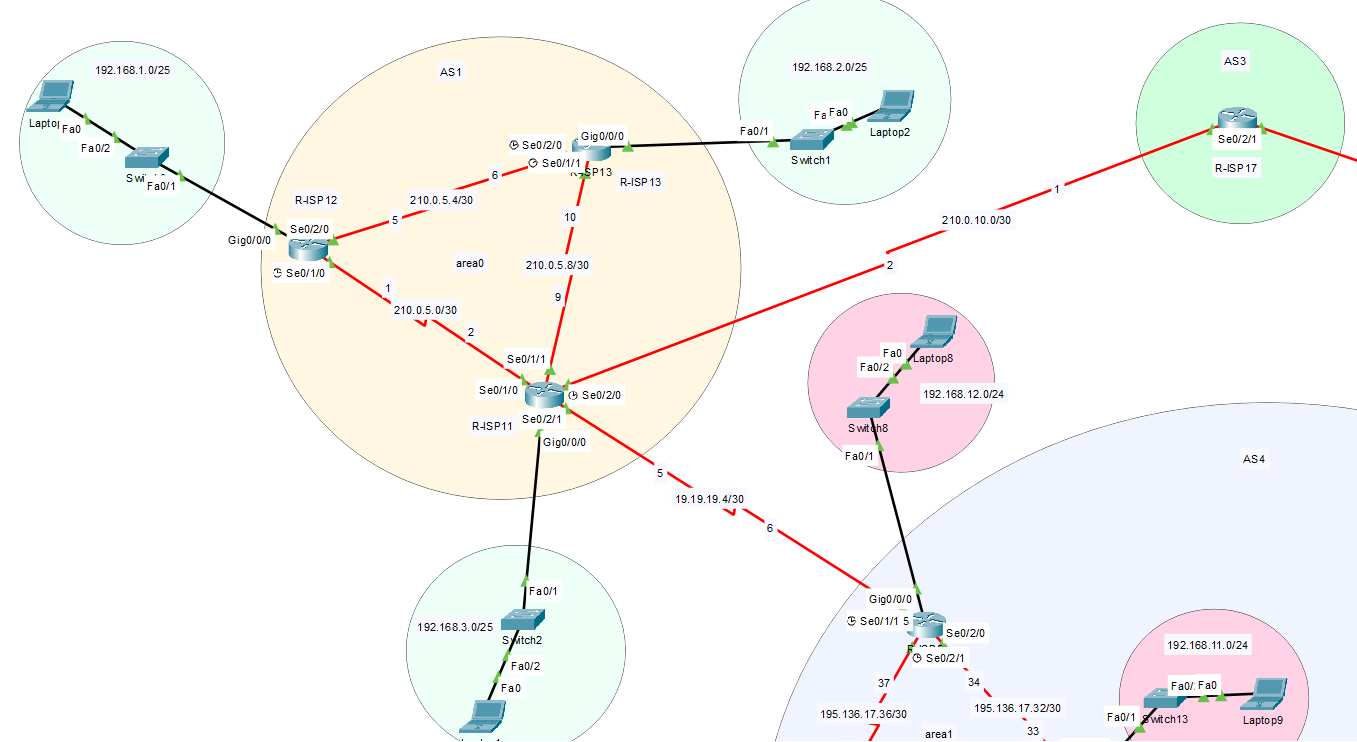 192.168.1.0/25
Fa0
Fa0/2
Fa0/1
AS1
R-ISP12
Se0/2/0
Gig0/0/0
Se0/1/0
5
210.0.5.4/30
6
Se0/2/0
Se0/1/1
Gig0/0/0
R-ISP13
10
210.0.5.8/30
9
area0
1
210.0.5.0/30
2
Se0/1/1
Se0/1/0
Se0/2/0
Se0/2/1
R-ISP11
Gig0/0/0
192.168.2.0/25
Fa0/1
Fa0
Switch1
Laptop2
AS3
Se0/2/1
R-ISP17
1
210.0.10.0/30
2
5
19.19.19.4/30
6
Fa0
Laptop8
Fa0/2
192.168.12.0/24
Switch8
Fa0/1
AS4
Fa0/1
192.168.3.0/25
Switch2
Fa0/2
Fa0
Gig0/0/0
Se0/1/1
5
Se0/2/0
Se0/2/1
37
34
195.136.17.36/30
195.136.17.32/30
33
area1
192.168.11.0/24
Fa0
Fa0/1
Switch13
Laptop9